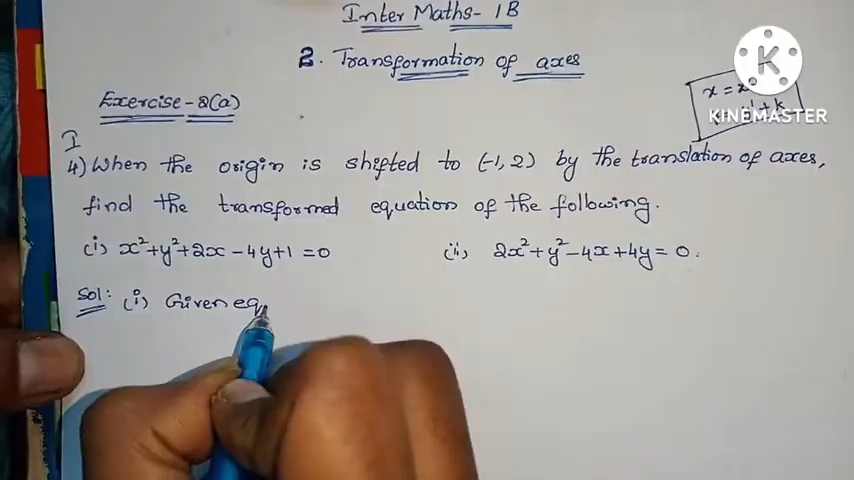 Inter Maths - 1B
2. Transformation of axes
Exercise - 2(a)
x = x
+ k
KINEMASTER
I
4) When the origin is shifted to (-1, 2) by the translation of axes,
find the transformed equation of the following.
(i) x² + y² + 2x - 4y + 1 = 0 (ii) 2x² + y² - 4x + 4y = 0.
Sol: (i) Given eq